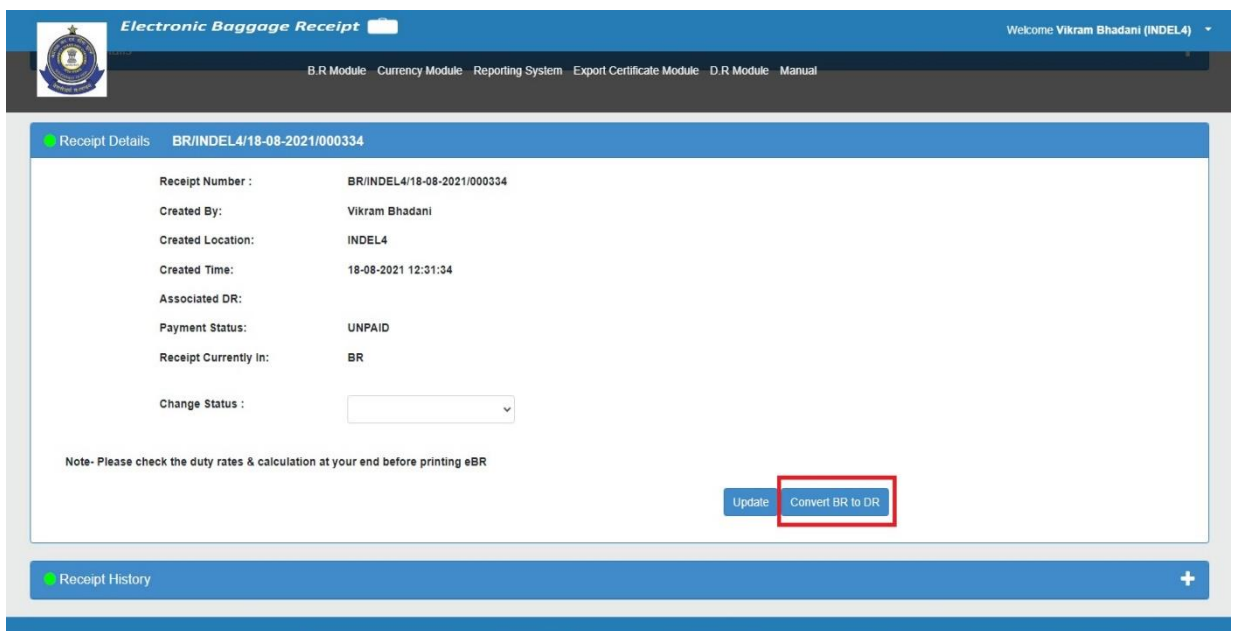 Electronic Baggage Receipt
Welcome Vikram Bhadani (INDEL4)
B.R Module Currency Module Reporting System Export Certificate Module D.R Module Manual
Receipt Details BR/INDEL4/18-08-2021/000334
Receipt Number : BR/INDEL4/18-08-2021/000334
Created By: Vikram Bhadani
Created Location: INDEL4
Created Time: 18-08-2021 12:31:34
Associated DR:
Payment Status: UNPAID
Receipt Currently In: BR
Change Status :
Note- Please check the duty rates & calculation at your end before printing eBR
Update Convert BR to DR
Receipt History